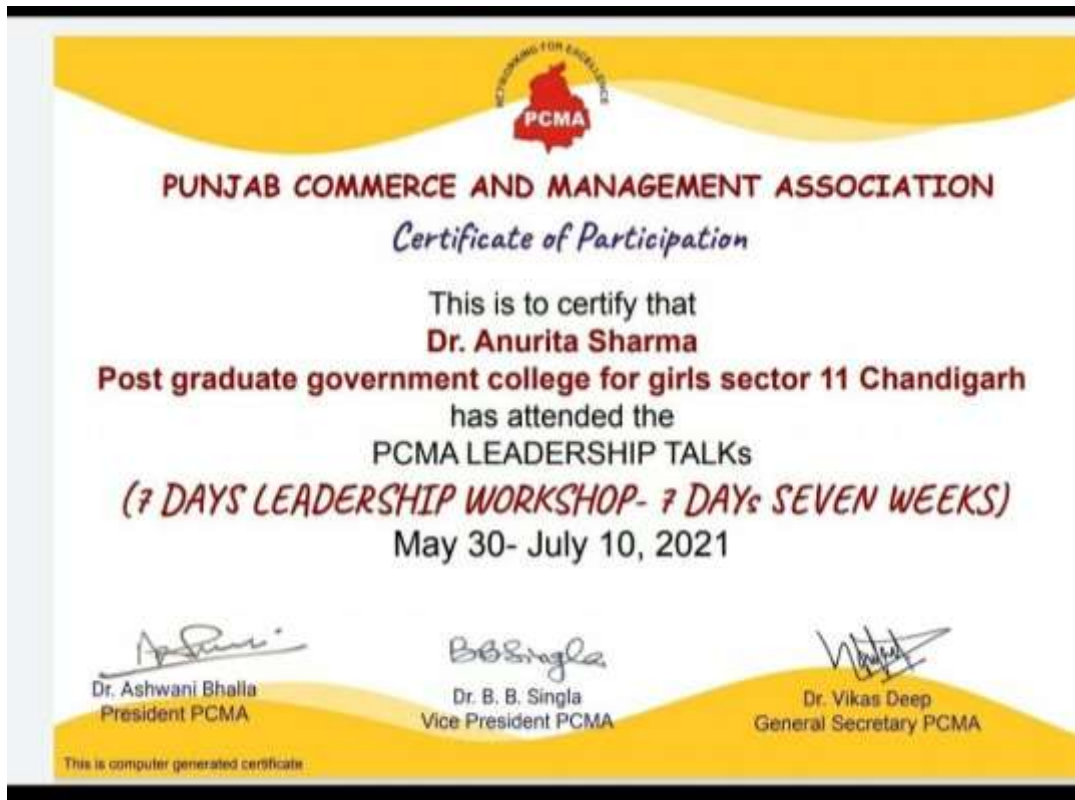 NETWORKING FOR EXCELLENCE
PCMA
PUNJAB COMMERCE AND MANAGEMENT ASSOCIATION
Certificate of Participation
This is to certify that
Dr. Anurita Sharma
Post graduate government college for girls sector 11 Chandigarh
has attended the
PCMA LEADERSHIP TALKs
(7 DAYS LEADERSHIP WORKSHOP- 7 DAYs SEVEN WEEKS)
May 30- July 10, 2021
BBSingla
Dr. Ashwani Bhalla
Dr. B. B. Singla
Dr. Vikas Deep
President PCMA
Vice President PCMA
General Secretary PCMA
This is computer generated certificate